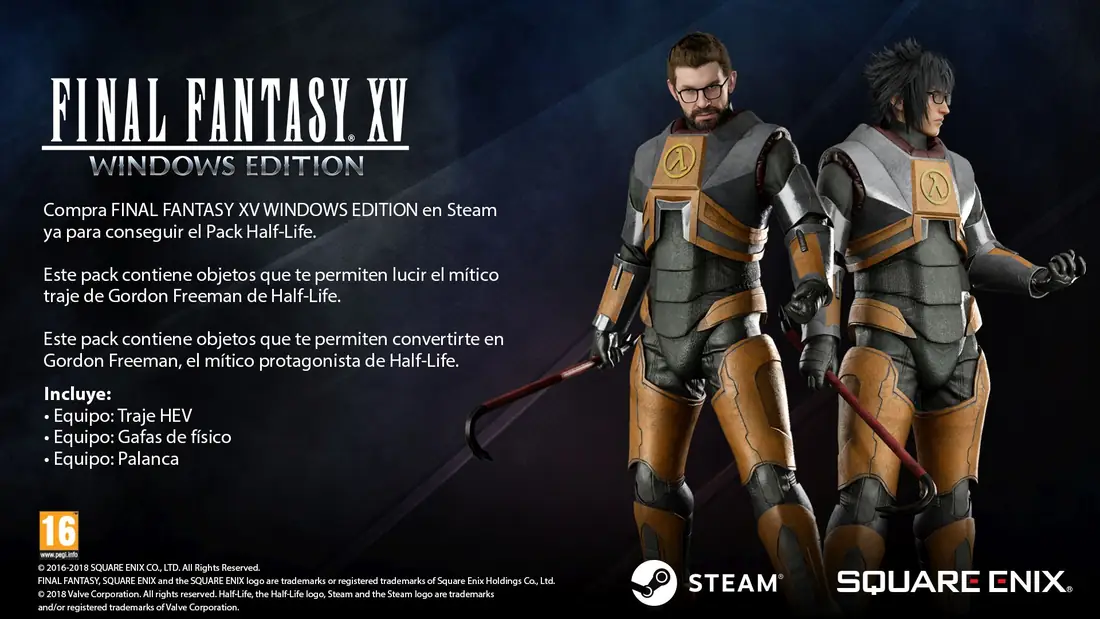 FINAL FANTASY® XV
WINDOWS EDITION
Compra FINAL FANTASY XV WINDOWS EDITION en Steam
ya para conseguir el Pack Half-Life.
Este pack contiene objetos que te permiten lucir el mítico
traje de Gordon Freeman de Half-Life.
Este pack contiene objetos que te permiten convertirte en
Gordon Freeman, el mítico protagonista de Half-Life.
Incluye:
• Equipo: Traje HEV
• Equipo: Gafas de físico
• Equipo: Palanca
16
www.pegi.info
© 2016-2018 SQUARE ENIX CO., LTD. All Rights Reserved.
FINAL FANTASY, SQUARE ENIX and the SQUARE ENIX logo are trademarks or registered trademarks of Square Enix Holdings Co., Ltd.
© 2018 Valve Corporation. All rights reserved. Half-Life, the Half-Life logo, Steam and the Steam logo are trademarks
and/or registered trademarks of Valve Corporation.
STEAM®
SQUARE ENIX®